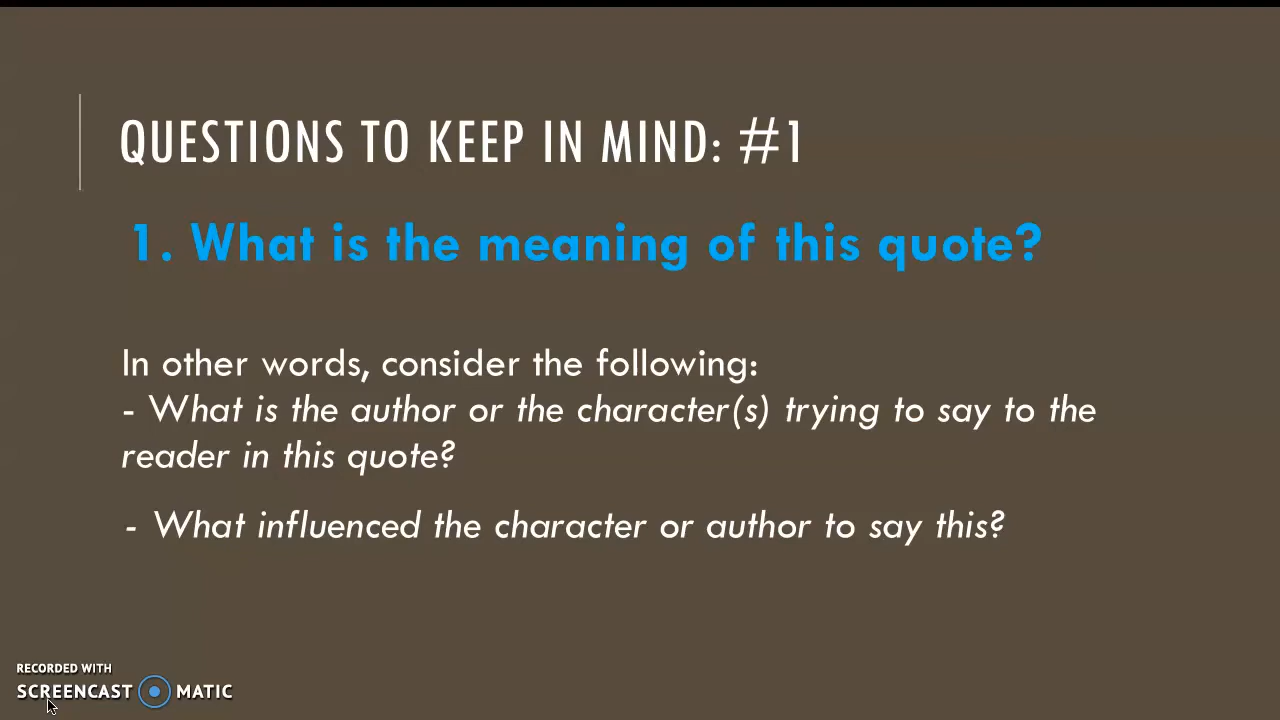 QUESTIONS TO KEEP IN MIND: #1
1. What is the meaning of this quote?
In other words, consider the following:
- What is the author or the character(s) trying to say to the
reader in this quote?
- What influenced the character or author to say this?
RECORDED WITH
SCREENCAST MATIC